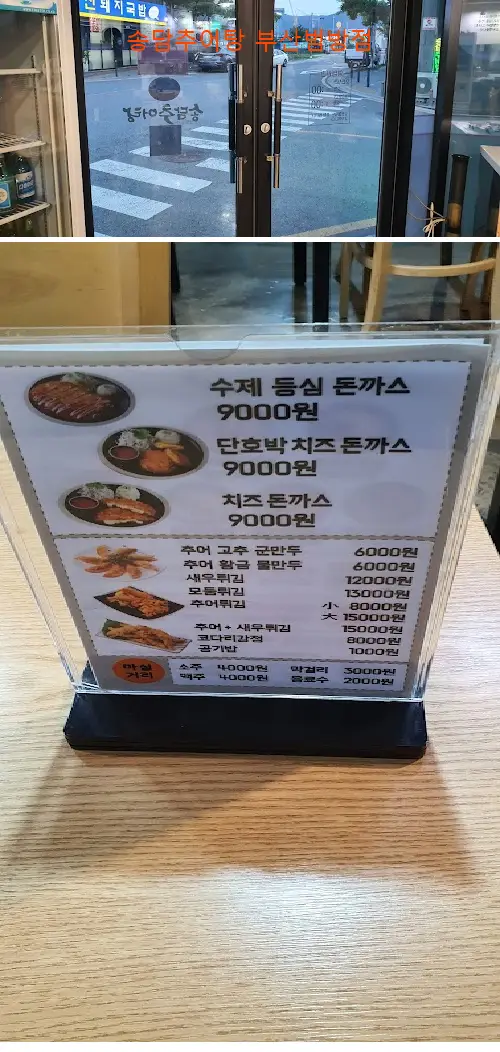 돼지국밥
송담추어탕 부산범방점
송담추어탕
수제 등심 돈까스
9000원
단호박 치즈 돈까스
9000원
치즈 돈까스
9000원
추어 고추 군만두 6000원
추어 황금 물만두 6000원
새우튀김 12000원
모듬튀김 13000원
추어튀김 小 8000원
大 15000원
추어 + 새우튀김 15000원
코다리강정 8000원
공기밥 1000원
마실거리
소주 4000원 막걸리 3000원
맥주 4000원 음료수 2000원